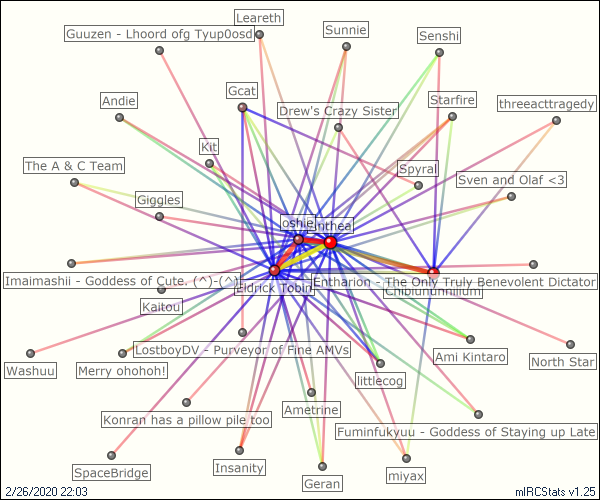 Leareth
Guuzen - Lhoord ofg Tyup0osd
Sunnie
Senshi
Gcat
Andie
Drew's Crazy Sister
Starfire
threeacttragedy
Kit
The A & C Team
Spyral
Sven and Olaf <3
Giggles
oshie
inthea
Imaimashii - Goddess of Cute. (^)-(^)
Eldrick Tobin
Entharion - The Only Truly Benevolent Dictator
Kaitou
LostboyDV - Purveyor of Fine AMVs
Washuu
Merry ohohoh!
Ami Kintaro
North Star
littlecog
Konran has a pillow pile too
Ametrine
Fuminfukyuu - Goddess of Staying up Late
SpaceBridge
Insanity
Geran
miyax
2/26/2020 22:03
mIRCStats v1.25